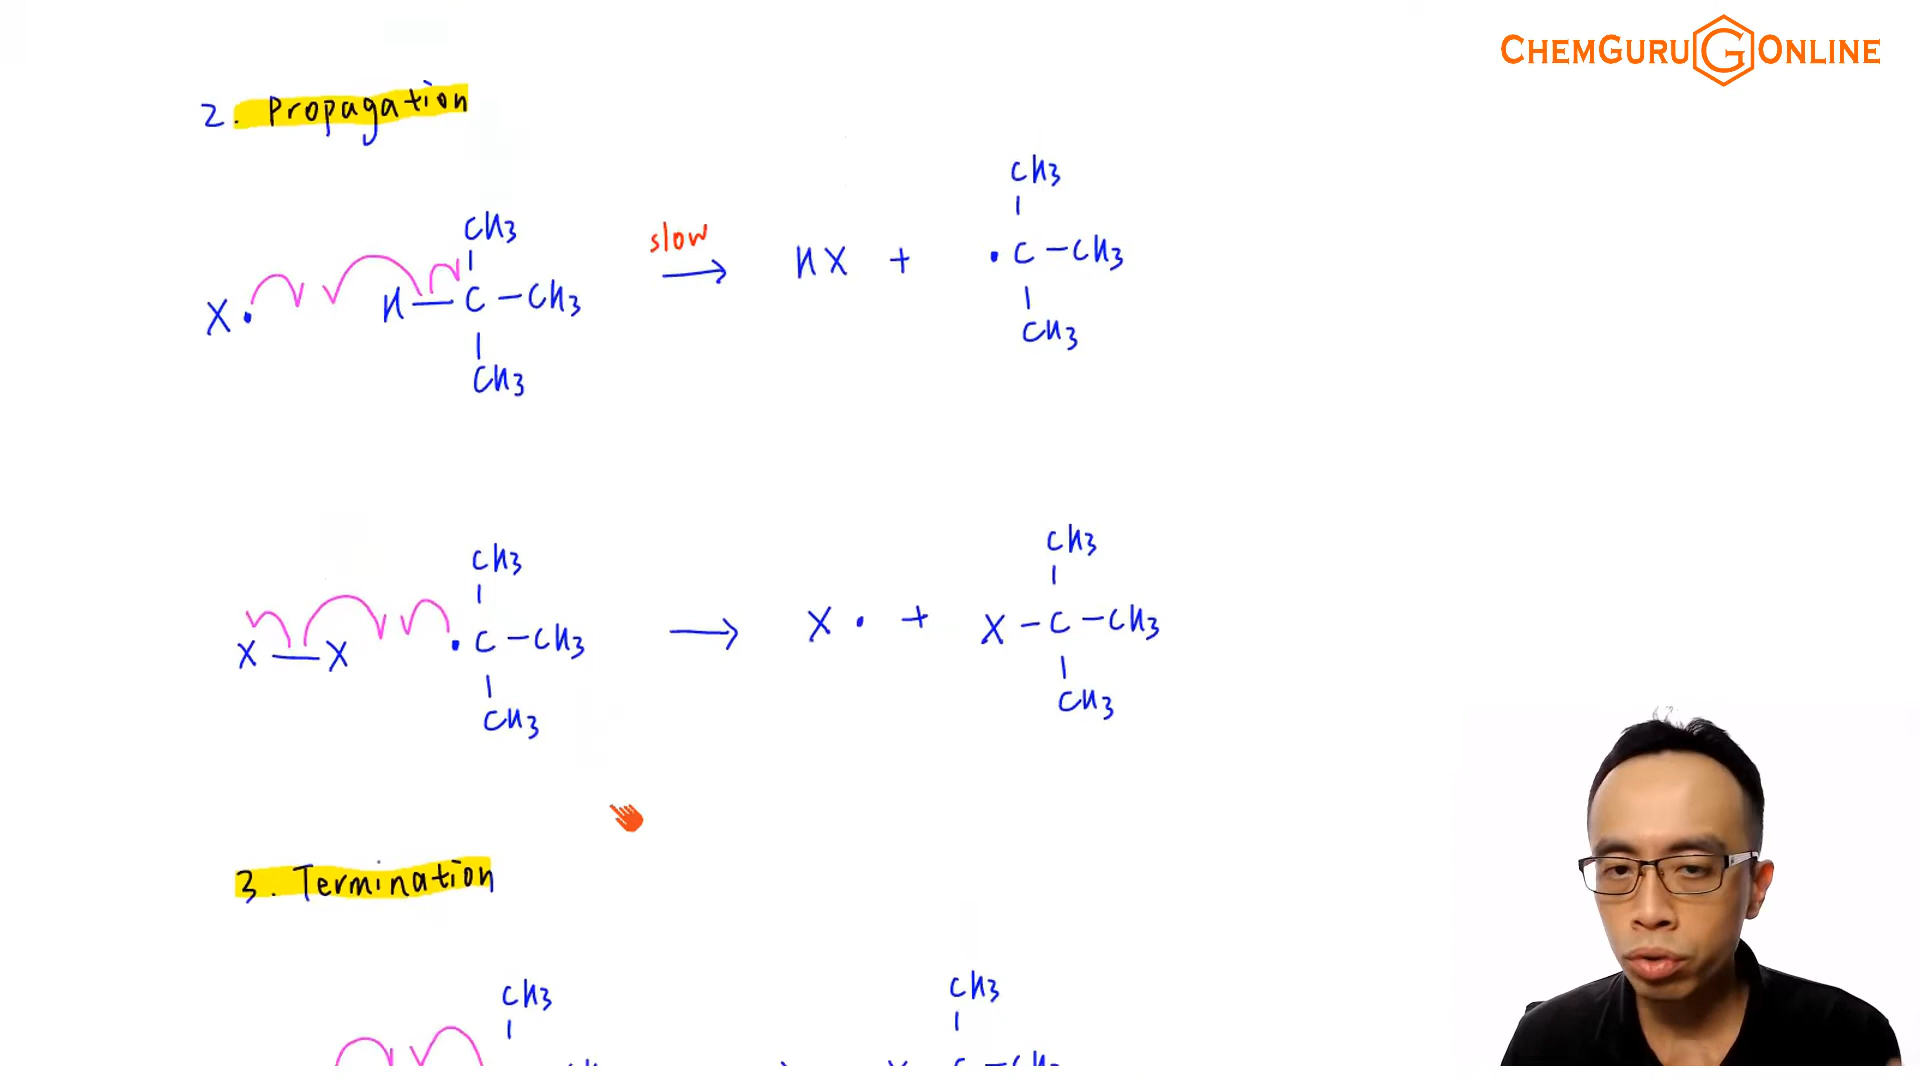 CHEMGURU G ONLINE
2. Propagation
CH3
X• H—C—CH3
CH3
slow
→ HX + •C—CH3
CH3
CH3
CH3
X—X •C—CH3
CH3
→ X• + X—C—CH3
CH3
CH3
3. Termination
CH3
CH3